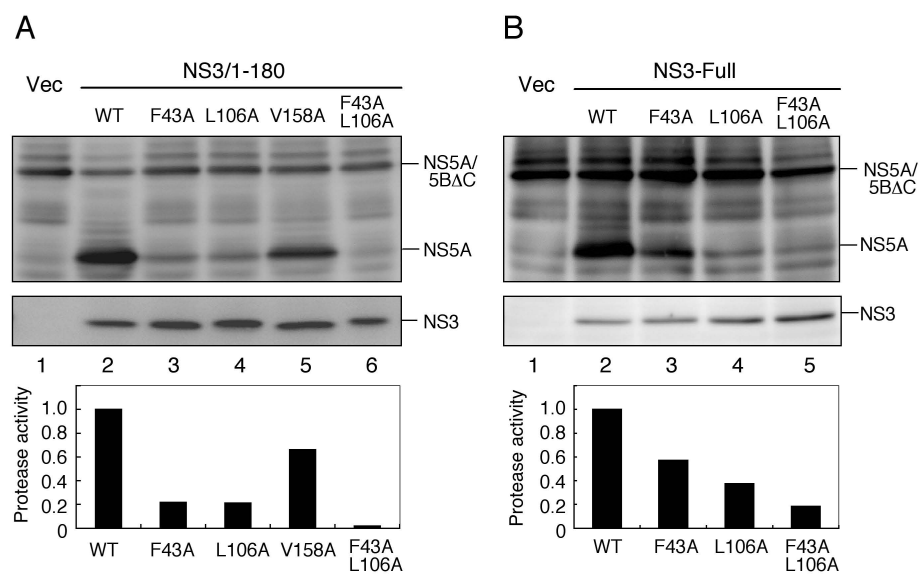 A
NS3/1-180
Vec
WT F43A L106A V158A F43A L106A
NS5A/
5BΔC
NS5A
NS3
1 2 3 4 5 6
Protease activity
1.0
0.8
0.6
0.4
0.2
0
WT F43A L106A V158A F43A
L106A
B
NS3-Full
Vec
WT F43A L106A F43A L106A
NS5A/
5BΔC
NS5A
NS3
1 2 3 4 5
Protease activity
1.0
0.8
0.6
0.4
0.2
0
WT F43A L106A F43A
L106A